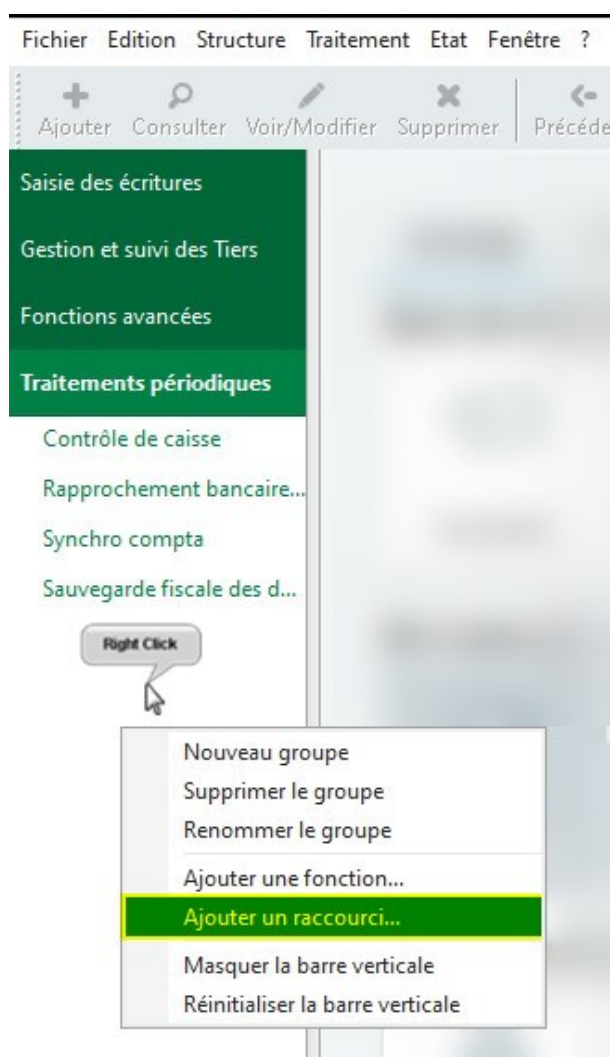 Fichier Edition Structure Traitement Etat Fenêtre ?
Ajouter Consulter Voir/Modifier Supprimer Précéde
Saisie des écritures
Gestion et suivi des Tiers
Fonctions avancées
Traitements périodiques
Contrôle de caisse
Rapprochement bancaire...
Synchro compta
Sauvegarde fiscale des d...
Right Click
Nouveau groupe
Supprimer le groupe
Renommer le groupe
Ajouter une fonction...
Ajouter un raccourci...
Masquer la barre verticale
Réinitialiser la barre verticale